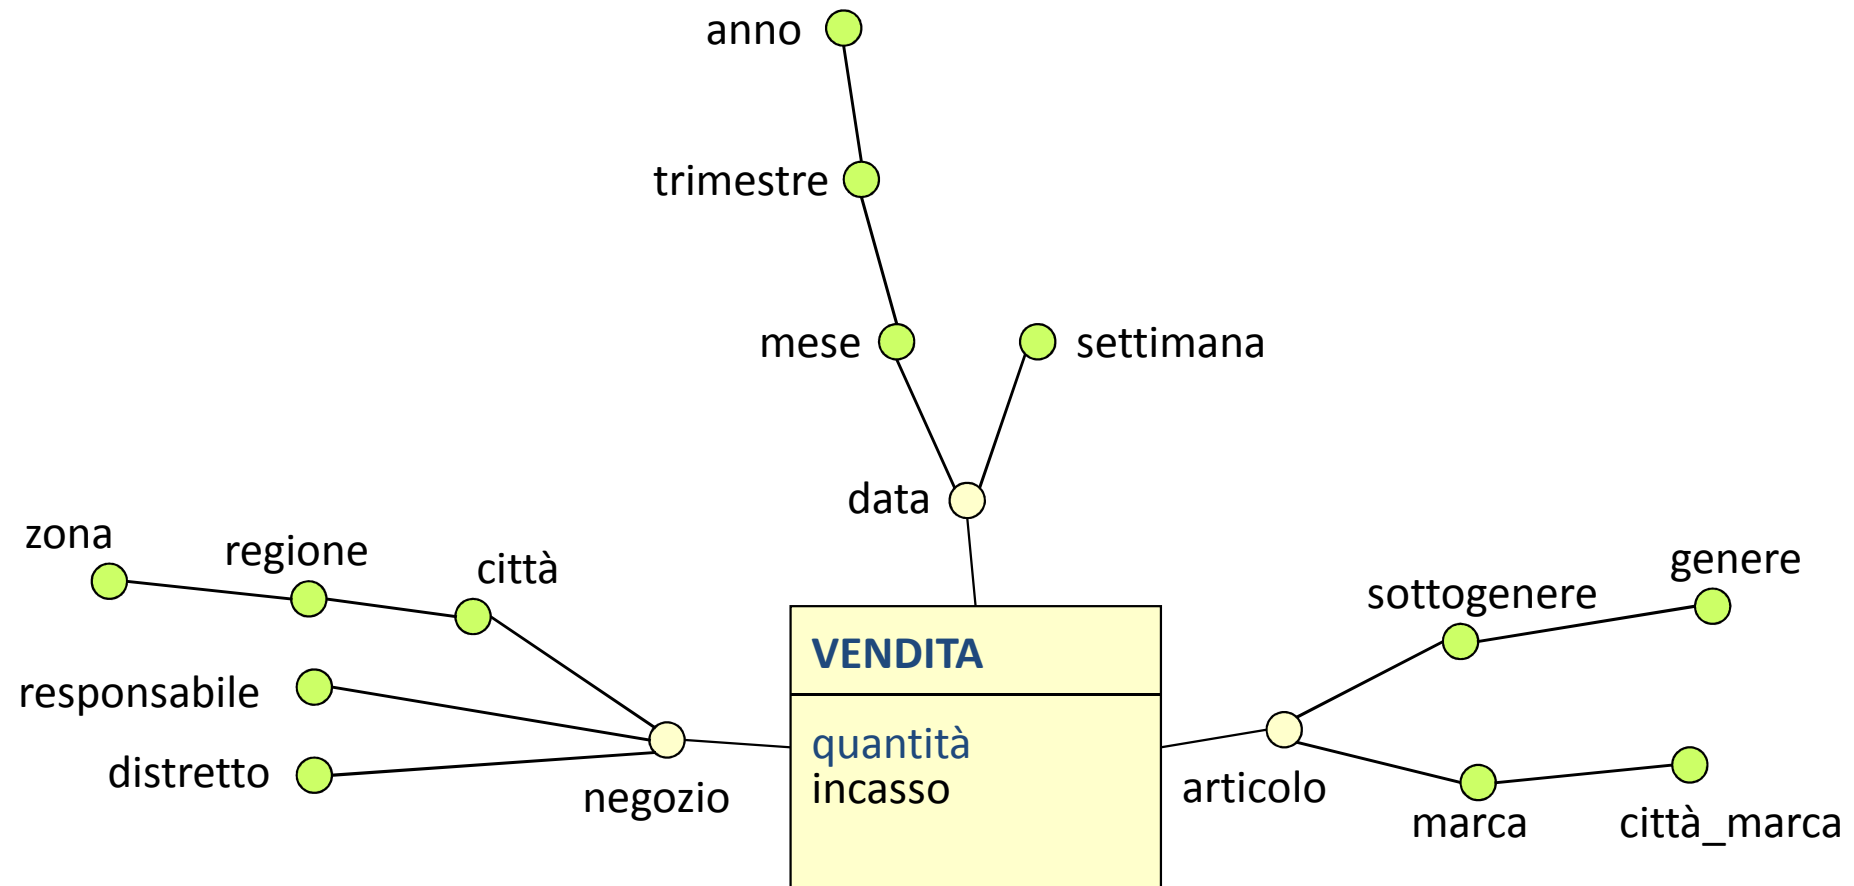 anno
trimestre
mese
settimana
data
zona
regione
città
responsabile
distretto
negozio
VENDITA
quantità
incasso
articolo
sottogenere
genere
marca
città_marca